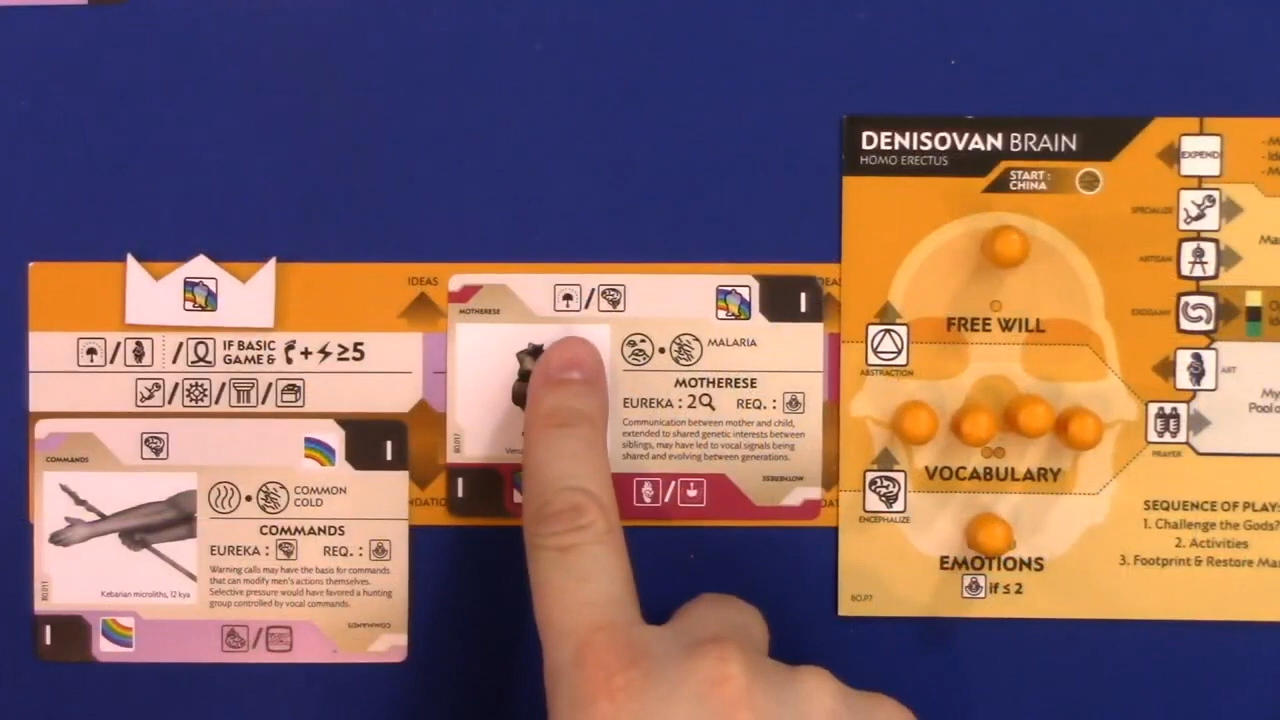 IF BASIC
GAME & + ≥5
COMMANDS
COMMON
COLD
COMMANDS
EUREKA : REQ. :
Warning calls may have the basis for commands
that can modify men's actions themselves.
Selective pressure would have favored a hunting
group controlled by vocal commands.
Kebarian microliths, 12 kya
COMMANDS
IDEAS
MOTHERESE
MALARIA
MOTHERESE
EUREKA : 2 REQ. :
Communication between mother and child,
extended to shared genetic interests between
siblings, may have led to vocal signals being
shared and evolving between generations.
MOTHERESE
DENISOVAN BRAIN
HOMO ERECTUS
START :
CHINA
EXPEND
SPECIALIZE
ARTISAN
EXOGAMY
ART
PRAYER
ABSTRACTION
ENCEPHALIZE
FREE WILL
VOCABULARY
EMOTIONS
if ≤ 2
SEQUENCE OF PLAY
1. Challenge the Gods?
2. Activities
3. Footprint & Restore